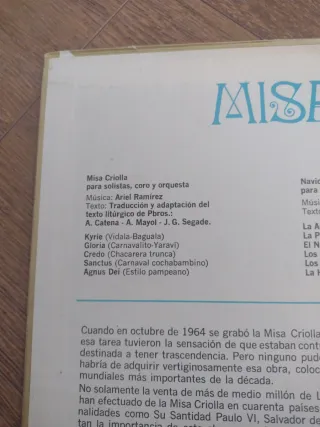 MISE
Misa Criolla
para solistas, coro y orquesta
Música: Ariel Ramírez
Texto: Traducción y adaptación del
texto litúrgico de Pbros.:
A. Catena - A. Mayol - J. G. Segade.
Kyrie (Vidala-Baguala)
Gloria (Carnavalito-Yaraví)
Credo (Chacarera trunca)
Sanctus (Carnaval cochabambino)
Agnus Dei (Estilo pampeano)
Navid
para
Músic
Texto
La A
La P
El N
Los
Los
La H
Cuando en octubre de 1964 se grabó la Misa Criolla
esa tarea tuvieron la sensación de que estaban cont
destinada a tener trascendencia. Pero ninguno pud
habría de adquirir vertiginosamente esa obra, coloc
mundiales más importantes de la década.
No solamente la venta de más de medio millón de L
han efectuado de la Misa Criolla en cuarenta países
nalidades como Su Santidad Paulo VI, Salvador de
tan la importancia de